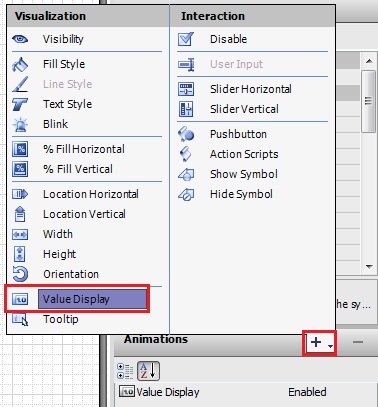 Visualization
Visibility
Fill Style
Line Style
Text Style
Blink
% Fill Horizontal
% Fill Vertical
Location Horizontal
Location Vertical
Width
Height
Orientation
Value Display
Tooltip
Interaction
Disable
User Input
Slider Horizontal
Slider Vertical
Pushbutton
Action Scripts
Show Symbol
Hide Symbol
he sy...
Animations
Value Display Enabled